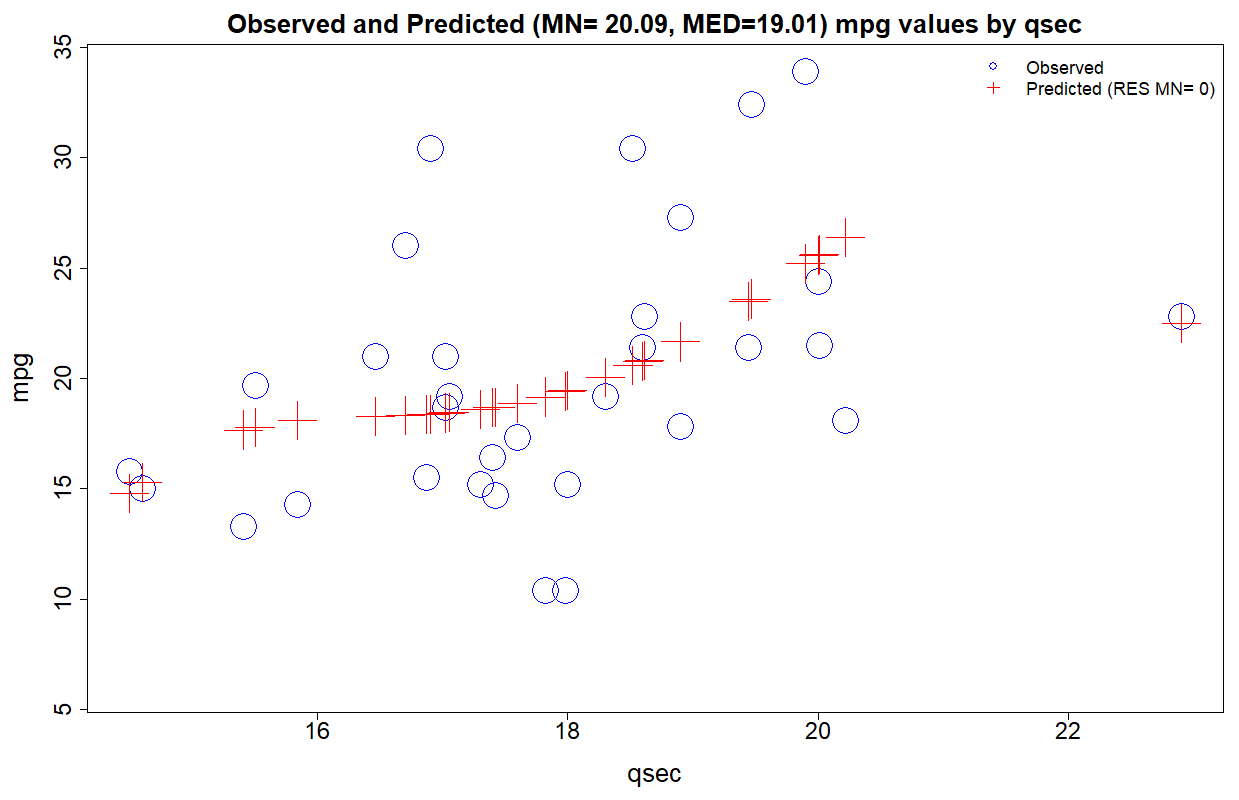 Observed and Predicted (MN= 20.09, MED=19.01) mpg values by qsec
Observed
Predicted (RES MN= 0)
35
30
25
20
15
10
5
mpg
16 18 20 22
qsec